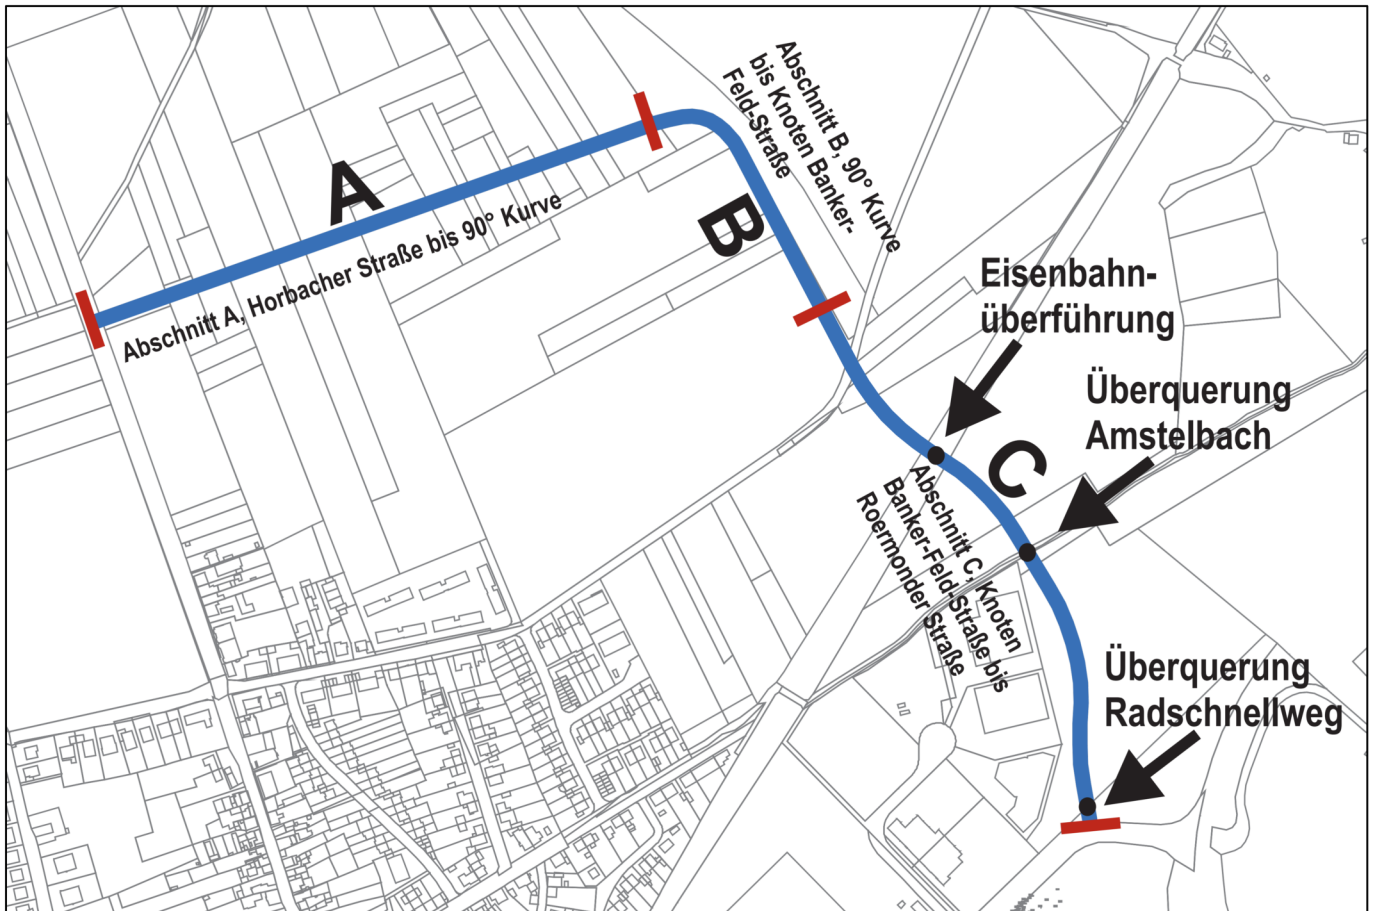 A
Abschnitt A, Horbacher Straße bis 90° Kurve
Abschnitt B, 90° Kurve
bis Knoten Banker-
Feld-Straße
B
Eisenbahn-
überführung
Überquerung
Amstelbach
C
Abschnitt C, Knoten
Banker-Feld-Straße bis
Roermonder Straße
Überquerung
Radschnellweg